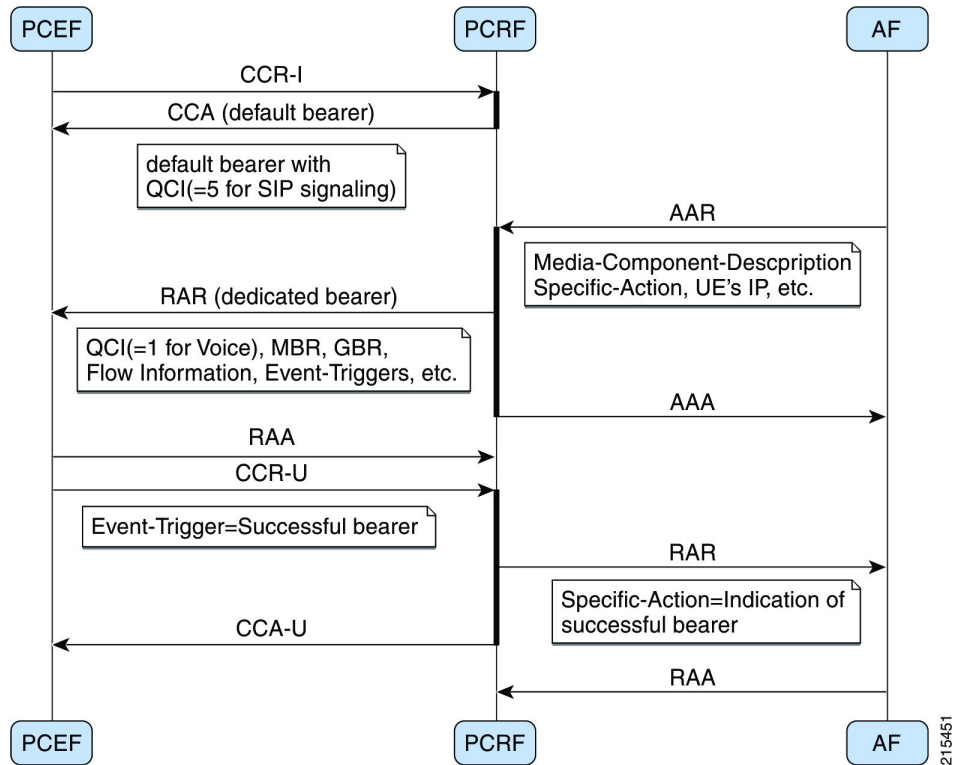 PCEF
PCRF
AF
CCR-I
CCA (default bearer)
default bearer with
QCI(=5 for SIP signaling)
AAR
Media-Component-Descpription
Specific-Action, UE's IP, etc.
RAR (dedicated bearer)
QCI(=1 for Voice), MBR, GBR,
Flow Information, Event-Triggers, etc.
AAA
RAA
CCR-U
Event-Trigger=Successful bearer
RAR
Specific-Action=Indication of
successful bearer
CCA-U
RAA
PCEF
PCRF
AF
215451